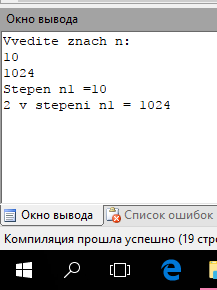 Окно вывода
Vvedite znach n:
10
1024
Stepen n1 =10
2 v stepeni n1 = 1024
Окно вывода Список ошибок
Компиляция прошла успешно (19 стр